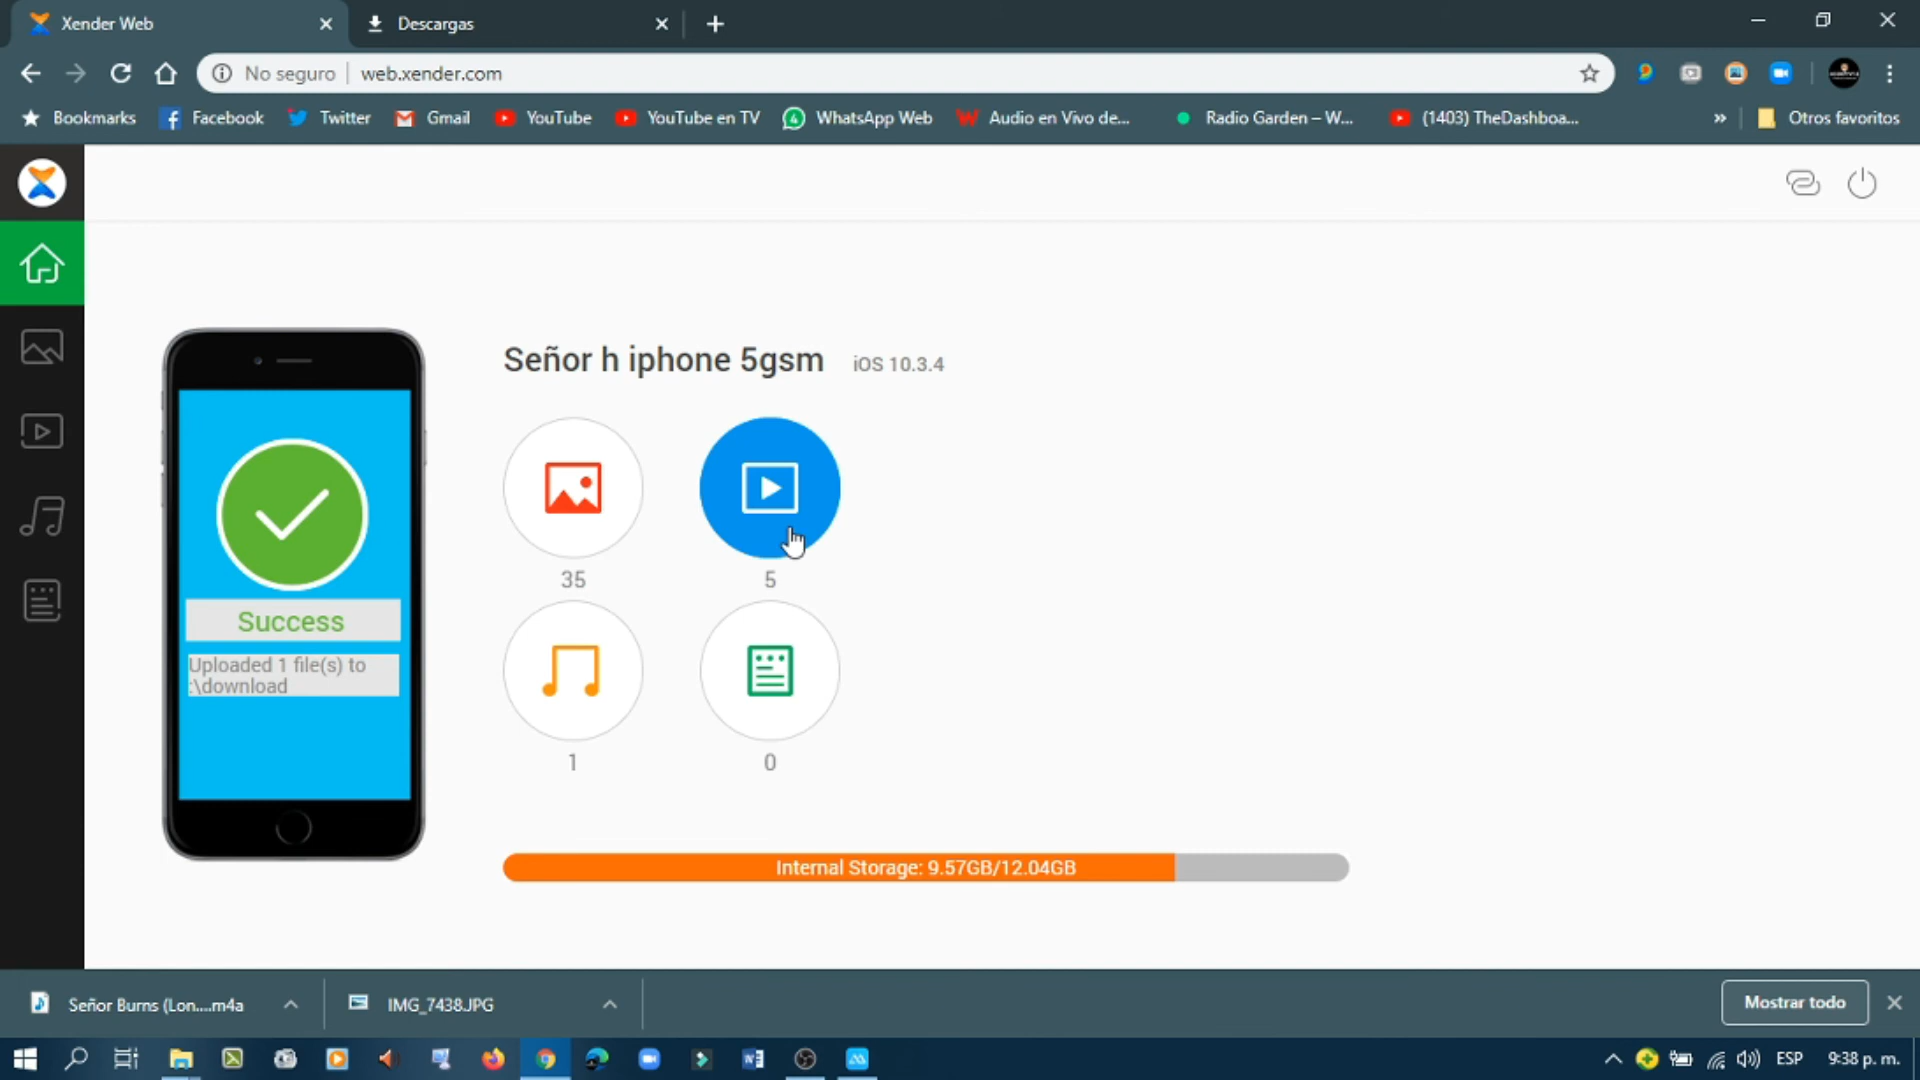 Xender Web
Descargas
No seguro
web.xender.com
Bookmarks
Facebook
Twitter
Gmail
YouTube
YouTube en TV
WhatsApp Web
Audio en Vivo de...
Radio Garden – W...
(1403) TheDashboa...
»
Otros favoritos
Señor h iphone 5gsm iOS 10.3.4
35
5
Success
Uploaded 1 file(s) to
:\download
1
0
Internal Storage: 9.57GB/12.04GB
Señor Burns (Lon....m4a
IMG_7438.JPG
Mostrar todo
ESP
9:38 p. m.